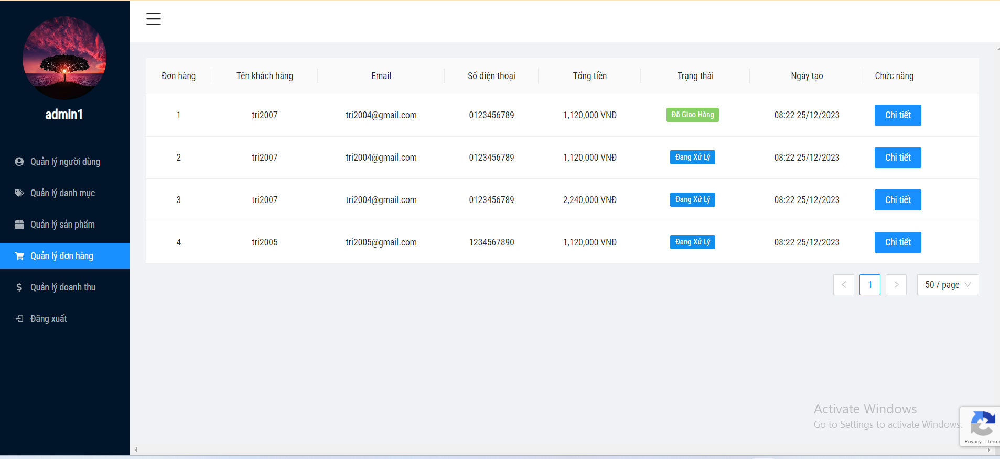 admin1
Quản lý người dùng
Quản lý danh mục
Quản lý sản phẩm
Quản lý đơn hàng
Quản lý doanh thu
Đăng xuất
Đơn hàng Tên khách hàng Email Số điện thoại Tổng tiền Trạng thái Ngày tạo Chức năng
1 tri2007 tri2004@gmail.com 0123456789 1,120,000 VNĐ Đã Giao Hàng 08:22 25/12/2023 Chi tiết
2 tri2007 tri2004@gmail.com 0123456789 1,120,000 VNĐ Đang Xử Lý 08:22 25/12/2023 Chi tiết
3 tri2007 tri2004@gmail.com 0123456789 2,240,000 VNĐ Đang Xử Lý 08:22 25/12/2023 Chi tiết
4 tri2005 tri2005@gmail.com 1234567890 1,120,000 VNĐ Đang Xử Lý 08:22 25/12/2023 Chi tiết
< 1 > 50 / page
Activate Windows
Go to Settings to activate Windows.
Privacy - Terms